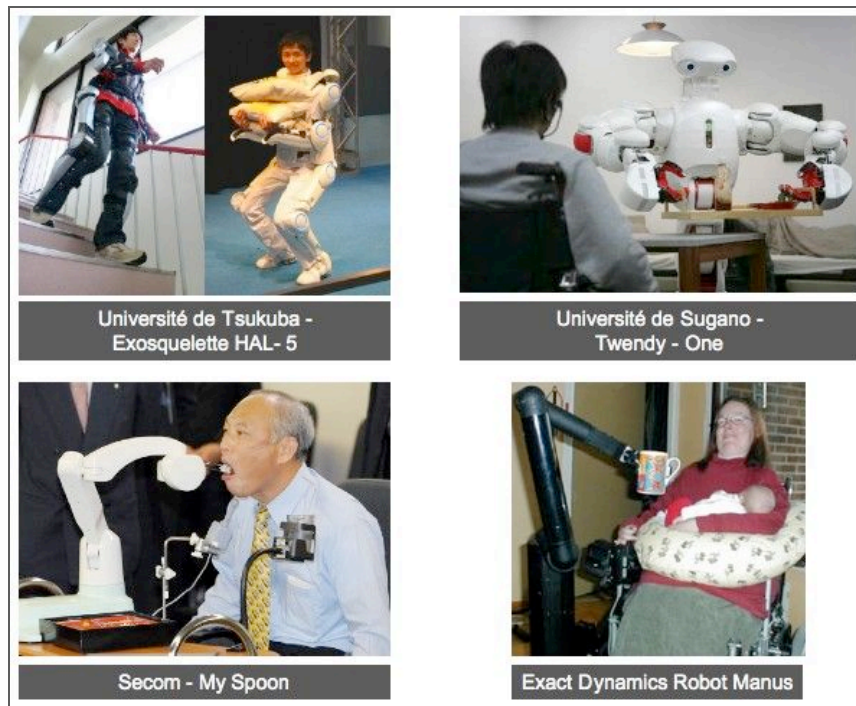 Université de Tsukuba -
Exosquelette HAL- 5
Université de Sugano -
Twendy - One
Secom - My Spoon
Exact Dynamics Robot Manus